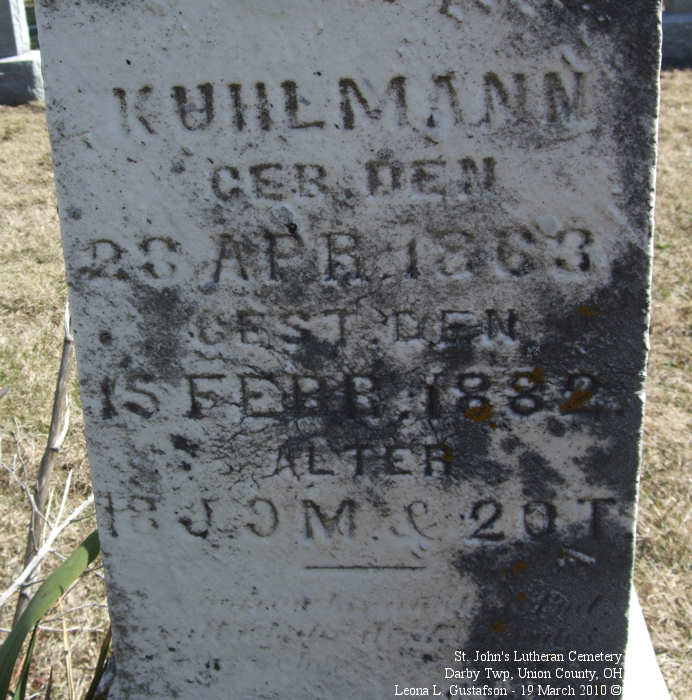 KUHLMANN
GEB. DEN
APR. 1863
GEST. DEN
15 FEBR. 1882.
ALTER
18 J. 9 M. & 20 T
St. John's Lutheran Cemetery
Darby Twp, Union County, OH
Leona L. Gustafson - 19 March 2010 ©